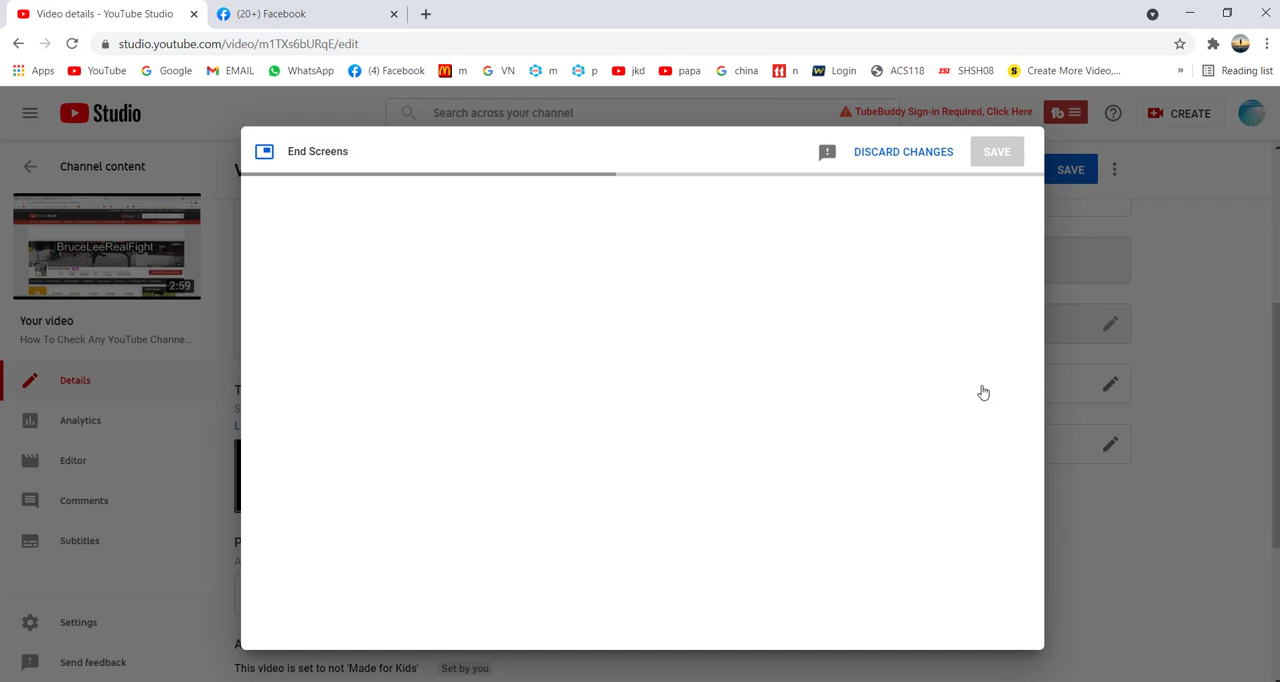 Video details - YouTube Studio
(20+) Facebook
studio.youtube.com/video/m1TXs6bURqE/edit
Apps YouTube Google EMAIL WhatsApp (4) Facebook m VN m p jkd papa china n Login ACS118 SHSH08 Create More Video,... » Reading list
Studio
Search across your channel
TubeBuddy Sign-in Required, Click Here
CREATE
Channel content
End Screens
DISCARD CHANGES
SAVE
SAVE
BruceLeeRealFight
2:59
Your video
How To Check Any YouTube Channe...
Details
Analytics
Editor
Comments
Subtitles
Settings
Send feedback
This video is set to not 'Made for Kids'
Set by you